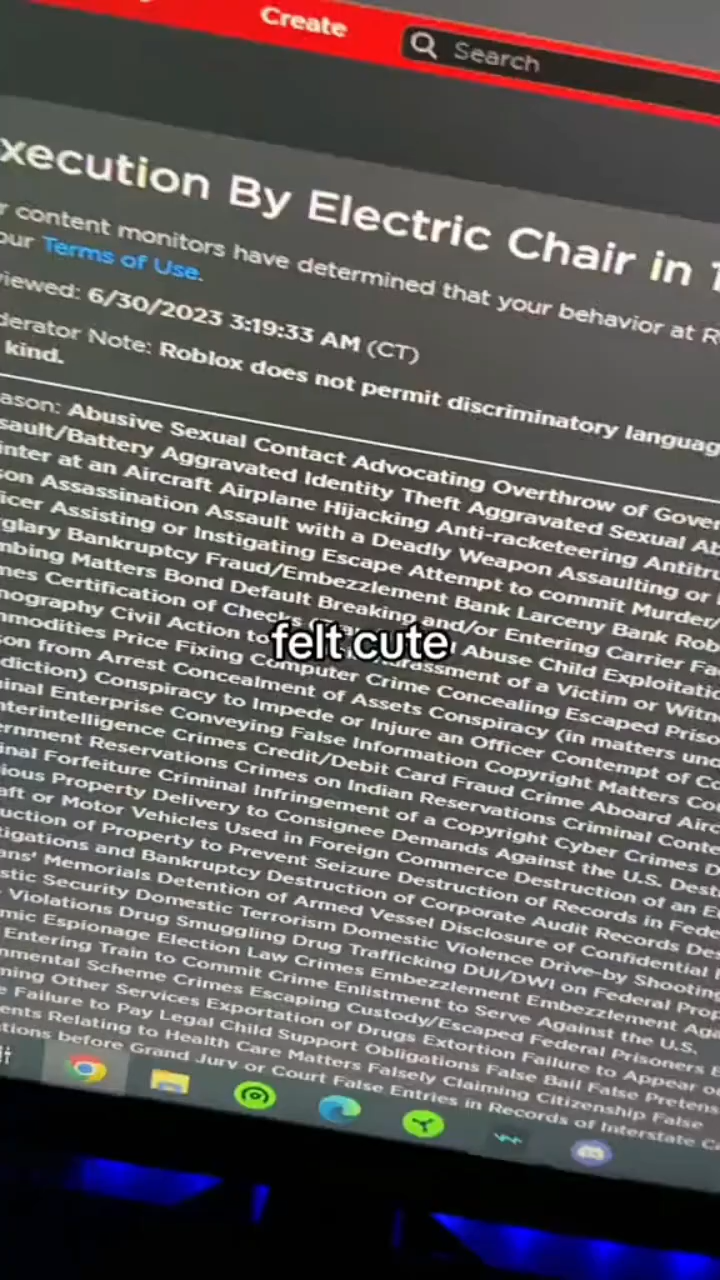 Create
Search
xecution By Electric Chair in 1
r content monitors have determined that your behavior at R
our Terms of Use.
viewed: 6/30/2023 3:19:33 AM (CT)
derator Note: Roblox does not permit discriminatory languag
kind.
ason: Abusive Sexual Contact Advocating Overthrow of Gover
sault/Battery Aggravated Identity Theft Aggravated Sexual Ab
inter at an Aircraft Airplane Hijacking Anti-racketeering Antitru
son Assassination Assault with a Deadly Weapon Assaulting or
icer Assisting or Instigating Escape Attempt to commit Murder/
glary Bankruptcy Fraud/Embezzlement Bank Larceny Bank Rob
mbing Matters Bond Default Breaking and/or Entering Carrier Fa
mes Certification of Checks Abuse Child Exploitatio
felt cute
nography Civil Action to rassment of a Victim or Witn
mmodities Price Fixing Computer Crime Concealing Escaped Priso
son from Arrest Concealment of Assets Conspiracy (in matters und
diction) Conspiracy to Impede or Injure an Officer Contempt of Co
inal Enterprise Conveying False Information Copyright Matters Co
nterintelligence Crimes Credit/Debit Card Fraud Crime Aboard Airc
ernment Reservations Crimes on Indian Reservations Criminal Conte
inal Forfeiture Criminal Infringement of a Copyright Cyber Crimes D
ious Property Delivery to Consignee Demands Against the U.S. Dest
aft or Motor Vehicles Used in Foreign Commerce Destruction of an Es
uction of Property to Prevent Seizure Destruction of Records in Fede
tigations and Bankruptcy Destruction of Corporate Audit Records Des
ans' Memorials Detention of Armed Vessel Disclosure of Confidential
stic Security Domestic Terrorism Domestic Violence Drive-by Shooting
Violations Drug Smuggling Drug Trafficking DUI/DWI on Federal Prop
mic Espionage Election Law Crimes Embezzlement Embezzlement Aga
Entering Train to Commit Crime Enlistment to Serve Against the U.S.
nmental Scheme Crimes Escaping Custody/Escaped Federal Prisoners E
ming Other Services Exportation of Drugs Extortion Failure to Appear o
Failure to Pay Legal Child Support Obligations False Bail False Pretens
ents Relating to Health Care Matters Falsely Claiming Citizenship False
tions before Grand Jury or Court False Entries in Records of Interstate C